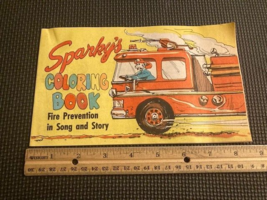 Sparky's
COLORING
BOOK
Fire Prevention
in Song and Story